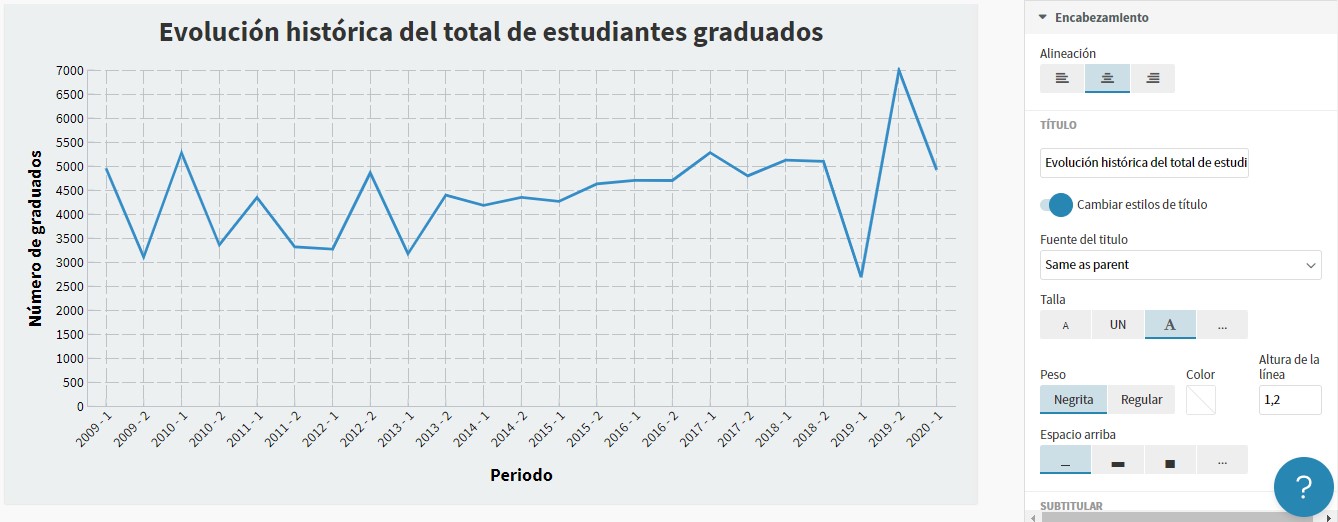 Evolución histórica del total de estudiantes graduados
Número de graduados
7000
6500
6000
5500
5000
4500
4000
3500
3000
2500
2000
1500
1000
500
0
2009 - 1
2009 - 2
2010 - 1
2010 - 2
2011 - 1
2011 - 2
2012 - 1
2012 - 2
2013 - 1
2013 - 2
2014 - 1
2014 - 2
2015 - 1
2015 - 2
2016 - 1
2016 - 2
2017 - 1
2017 - 2
2018 - 1
2018 - 2
2019 - 1
2019 - 2
2020 - 1
Periodo
Encabezamiento
Alineación
TÍTULO
Evolución histórica del total de estudi
Cambiar estilos de título
Fuente del titulo
Same as parent
Talla
A UN A ...
Peso Color Altura de la
línea
Negrita Regular 1,2
Espacio arriba
...
?
SUBTITULAR